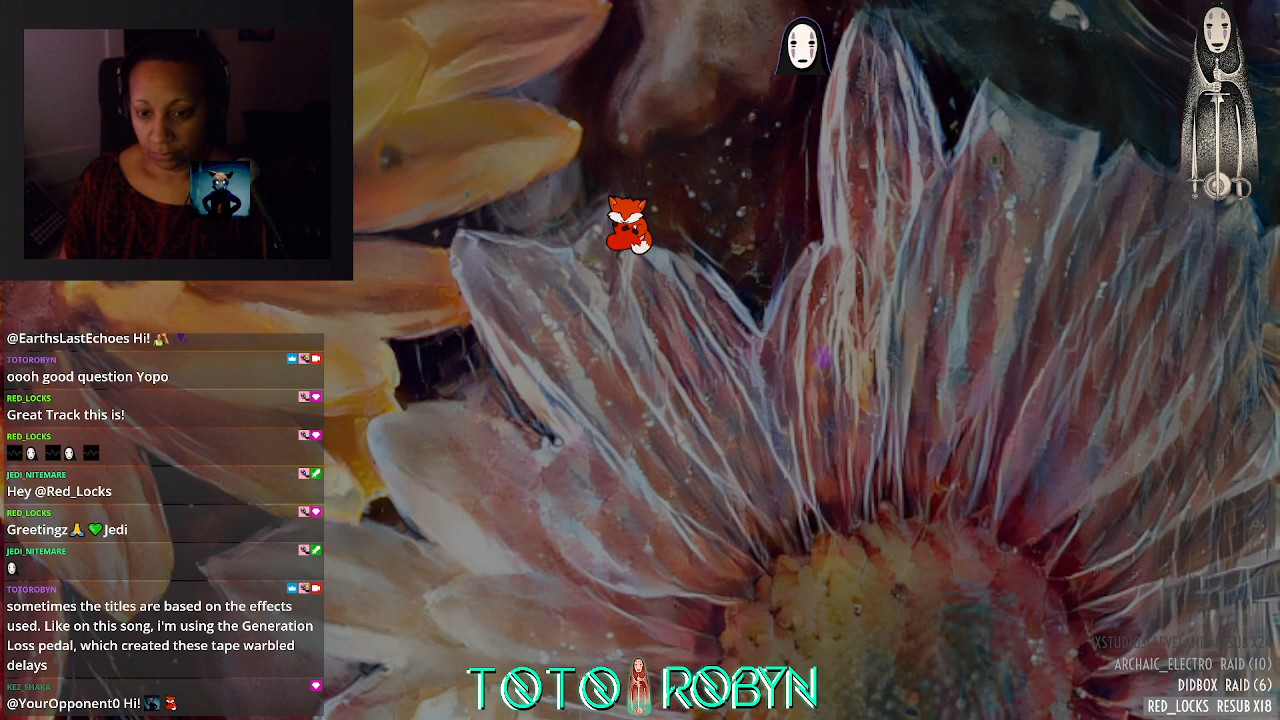 @EarthsLastEchoes Hi!
TOTOROBYN
oooh good question Yopo
RED_LOCKS
Great Track this is!
RED_LOCKS
JEDI_NITEMARE
Hey @Red_Locks
RED_LOCKS
Greetingz🙏💚Jedi
JEDI_NITEMARE
TOTOROBYN
sometimes the titles are based on the effects
used. Like on this song, i'm using the Generation
Loss pedal, which created these tape warbled
delays
KEZ_SHAKA
@YourOpponent0 Hi!
TOTO ROBYN
RESUB X24
ARCHAIC_ELECTRO RAID (10)
DIDBOX RAID (6)
RED_LOCKS RESUB X18